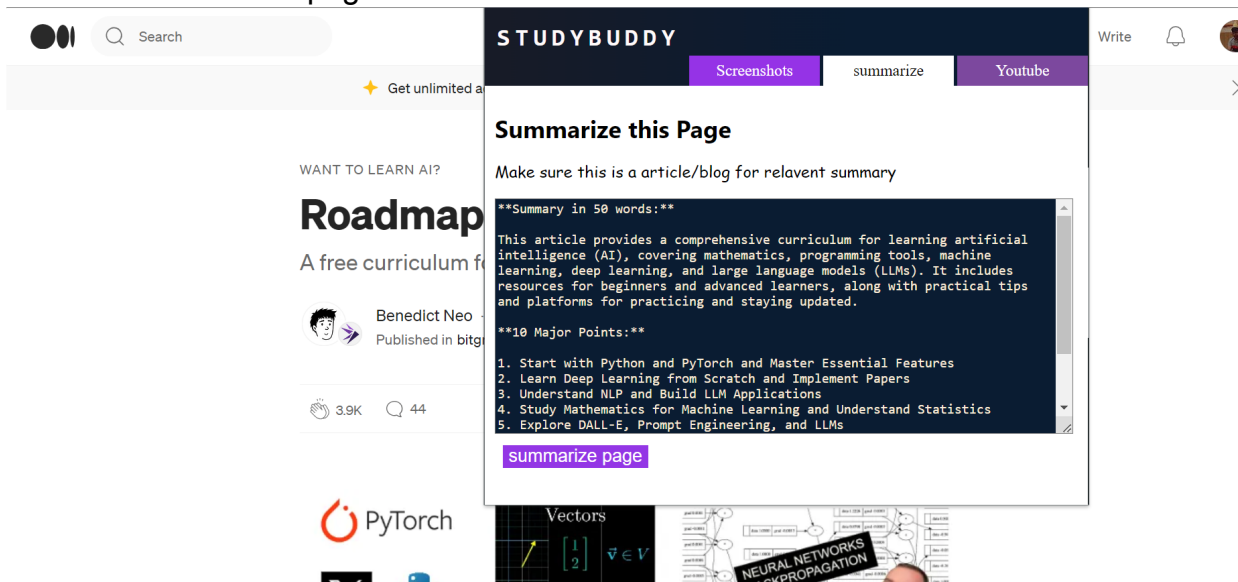 Search
STUDYBUDDY
Write
Screenshots
summarize
Youtube
Get unlimited a
Summarize this Page
WANT TO LEARN AI?
Make sure this is a article/blog for relavent summary
Roadmap
A free curriculum f
Benedict Neo
Published in bitgr
3.9K
44
**Summary in 50 words:**
This article provides a comprehensive curriculum for learning artificial
intelligence (AI), covering mathematics, programming tools, machine
learning, deep learning, and large language models (LLMs). It includes
resources for beginners and advanced learners, along with practical tips
and platforms for practicing and staying updated.
**10 Major Points:**
1. Start with Python and PyTorch and Master Essential Features
2. Learn Deep Learning from Scratch and Implement Papers
3. Understand NLP and Build LLM Applications
4. Study Mathematics for Machine Learning and Understand Statistics
5. Explore DALL-E, Prompt Engineering, and LLMs
summarize page
PyTorch
Vectors
[1 2] v⃗ ∈ V
NEURAL NETWORKS